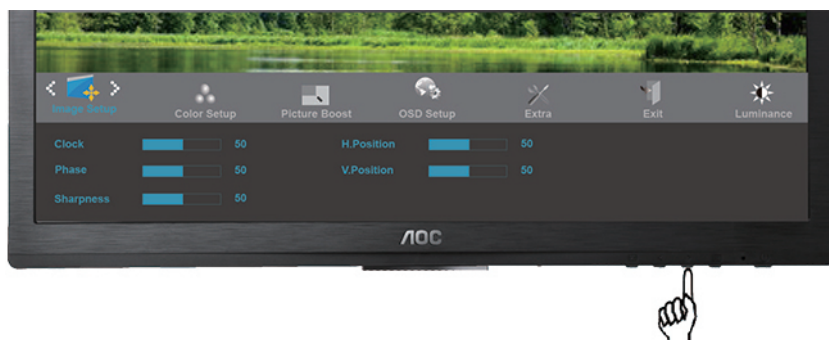 Image Setup
Color Setup
Picture Boost
OSD Setup
Extra
Exit
Luminance
Clock 50 H.Position 50
Phase 50 V.Position 50
Sharpness 50
AOC